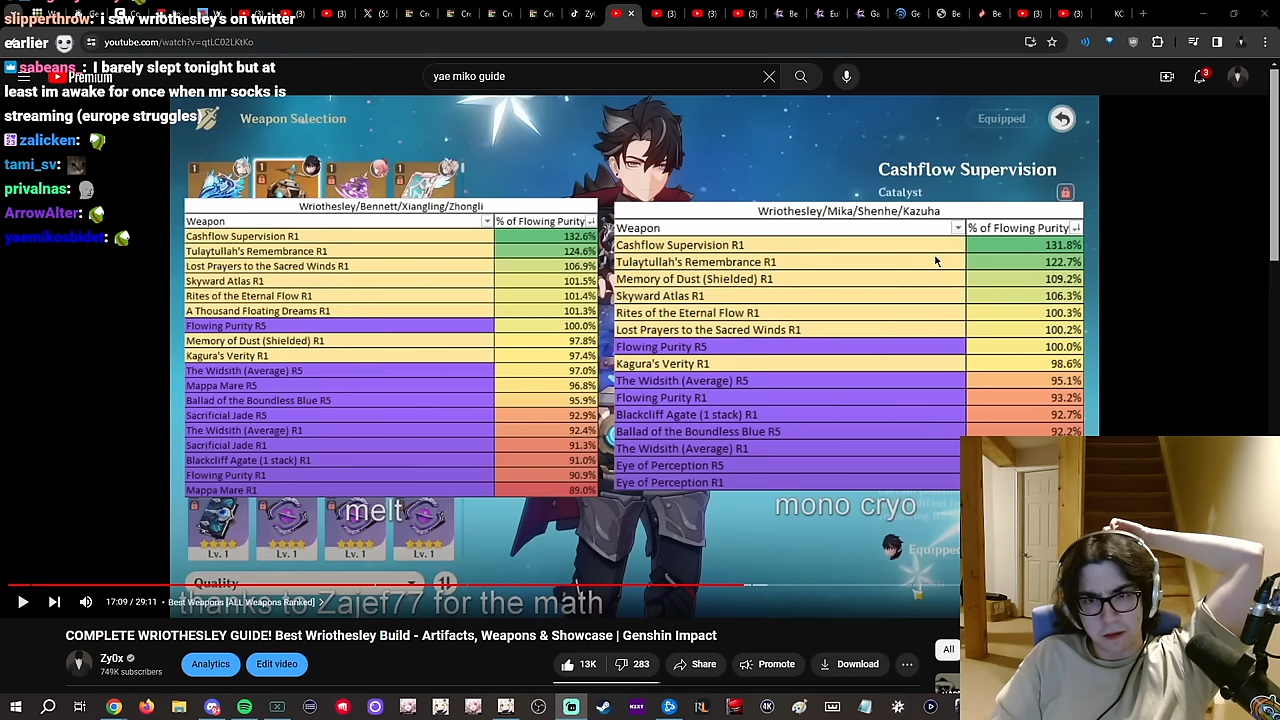 slipperthrow: i saw wriothesley's on twitter
earlier
youtube.com/watch?v=qtLC02LKtKo
sabeans : I barely slept tonight but at
least im awake for once when mr socks is
streaming (europe struggles)
Premium
yae miko guide
3
zalicken:
tami_sv:
privalnas:
ArrowAlter:
yaemikosbidet:
Weapon Selection
Equipped
Cashflow Supervision
Catalyst
Wriothesley/Bennett/Xiangling/Zhongli
Weapon % of Flowing Purity
Cashflow Supervision R1 132.6%
Tulaytullah's Remembrance R1 124.6%
Lost Prayers to the Sacred Winds R1 106.9%
Skyward Atlas R1 101.5%
Rites of the Eternal Flow R1 101.4%
A Thousand Floating Dreams R1 101.3%
Flowing Purity R5 100.0%
Memory of Dust (Shielded) R1 97.8%
Kagura's Verity R1 97.4%
The Widsith (Average) R5 97.0%
Mappa Mare R5 96.8%
Ballad of the Boundless Blue R5 95.9%
Sacrificial Jade R5 92.9%
The Widsith (Average) R1 92.4%
Sacrificial Jade R1 91.3%
Blackcliff Agate (1 stack) R1 91.0%
Flowing Purity R1 90.9%
Mappa Mare R1 89.0%
Wriothesley/Mika/Shenhe/Kazuha
Weapon % of Flowing Purity
Cashflow Supervision R1 131.8%
Tulaytullah's Remembrance R1 122.7%
Memory of Dust (Shielded) R1 109.2%
Skyward Atlas R1 106.3%
Rites of the Eternal Flow R1 100.3%
Lost Prayers to the Sacred Winds R1 100.2%
Flowing Purity R5 100.0%
Kagura's Verity R1 98.6%
The Widsith (Average) R5 95.1%
Flowing Purity R1 93.2%
Blackcliff Agate (1 stack) R1 92.7%
Ballad of the Boundless Blue R5 92.2%
The Widsith (Average) R1
Eye of Perception R5
Eye of Perception R1
melt
mono cryo
Lv. 1 Lv. 1 Lv. 1 Lv. 1
Equipped
Quality
17:09 / 29:11 • Best Weapons [ALL Weapons Ranked] >
thanks to Zajef77 for the math
COMPLETE WRIOTHESLEY GUIDE! Best Wriothesley Build - Artifacts, Weapons & Showcase | Genshin Impact
Zy0x
749K subscribers
Analytics
Edit video
13K
283
Share
Promote
Download
All